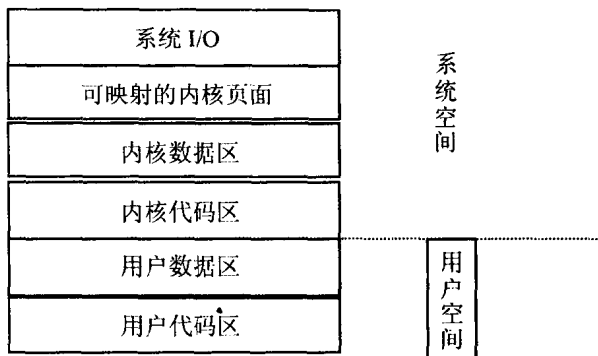 系统 I/O
可映射的内核页面
内核数据区
内核代码区
用户数据区
用户代码区
系统空间
用户空间